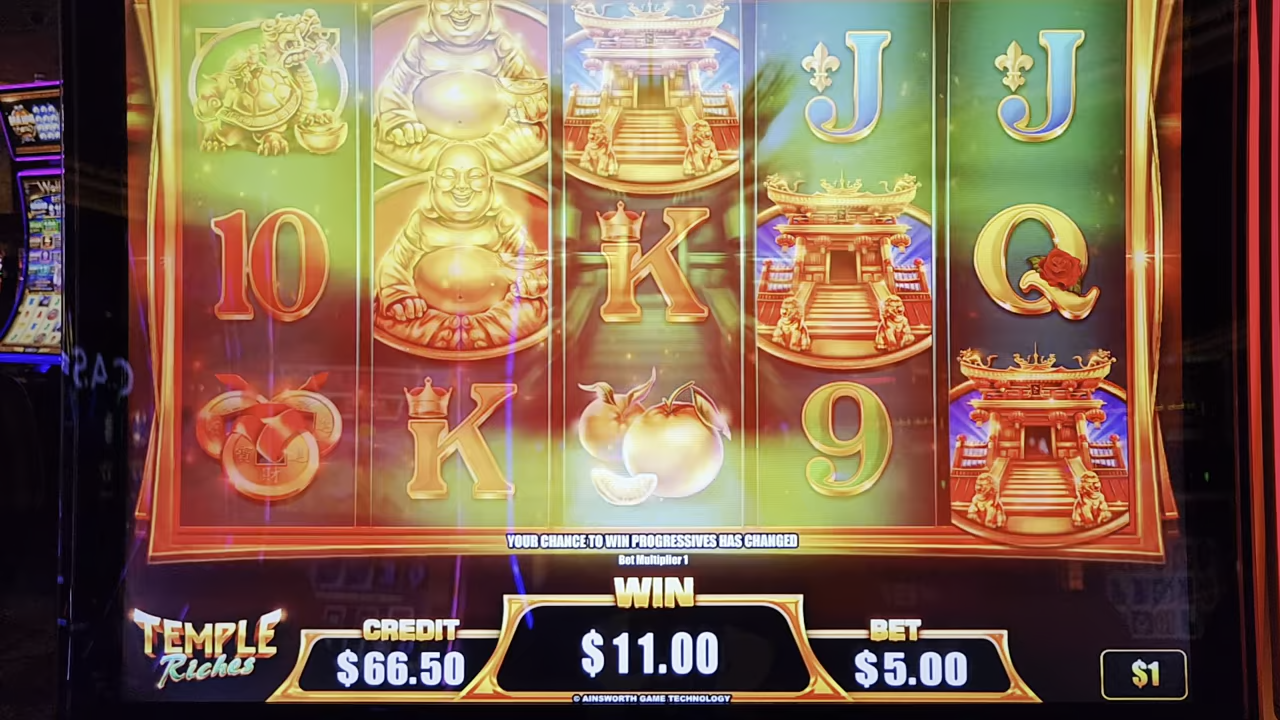 J J
10 K Q
K 9
YOUR CHANCE TO WIN PROGRESSIVES HAS CHANGED
Bet Multiplier 1
WIN
TEMPLE
Riches
CREDIT
$66.50
$11.00
BET
$5.00
$1
© AINSWORTH GAME TECHNOLOGY